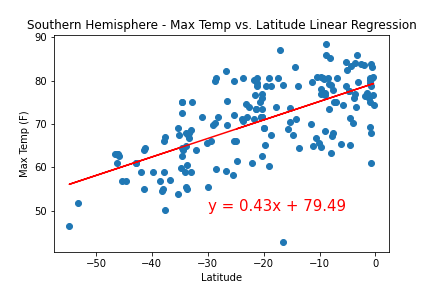 Southern Hemisphere - Max Temp vs. Latitude Linear Regression
90
80
70
60
50
Max Temp (F)
y = 0.43x + 79.49
−50
−40
−30
−20
−10
0
Latitude